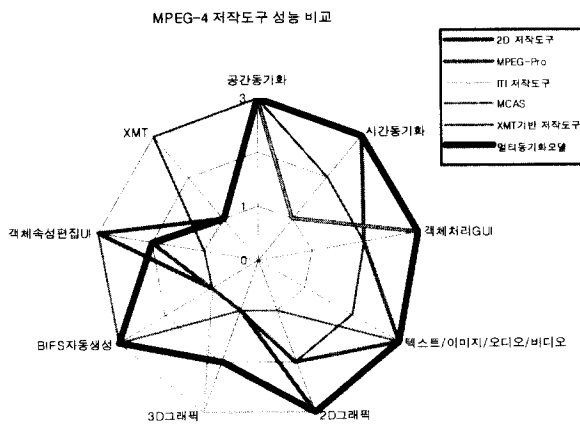 MPEG-4 저작도구 성능 비교
2D 저작도구
MPEG-Pro
ITI 저작도구
MCAS
XMT기반 저작도구
멀티동기화모델
공간동기화
3
시간동기화
XMT
1
객체처리GUI
객체속성편집UI
0
텍스트/이미지/오디오/비디오
BIFS자동생성
3D그래픽
2D그래픽